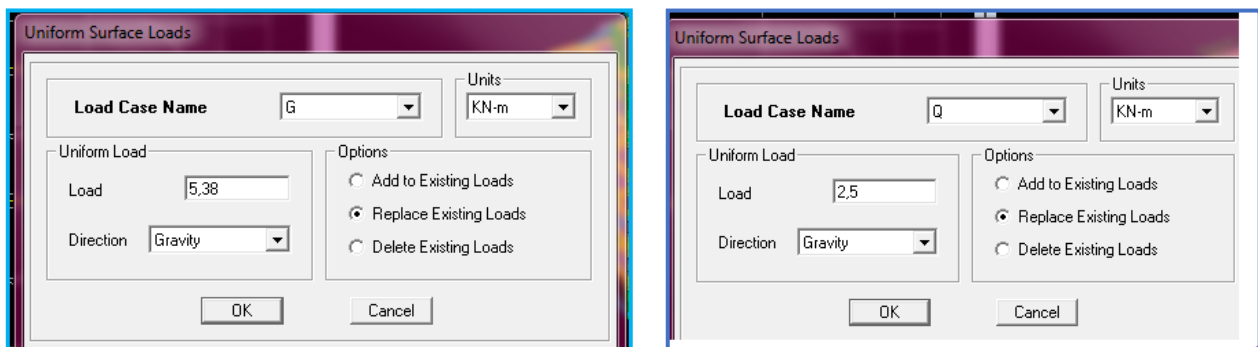 Uniform Surface Loads
Units
Load Case Name G KN-m
Uniform Load Options
Load 5,38 Add to Existing Loads
Replace Existing Loads
Direction Gravity Delete Existing Loads
OK Cancel
Uniform Surface Loads
Units
Load Case Name Q KN-m
Uniform Load Options
Load 2,5 Add to Existing Loads
Replace Existing Loads
Direction Gravity Delete Existing Loads
OK Cancel